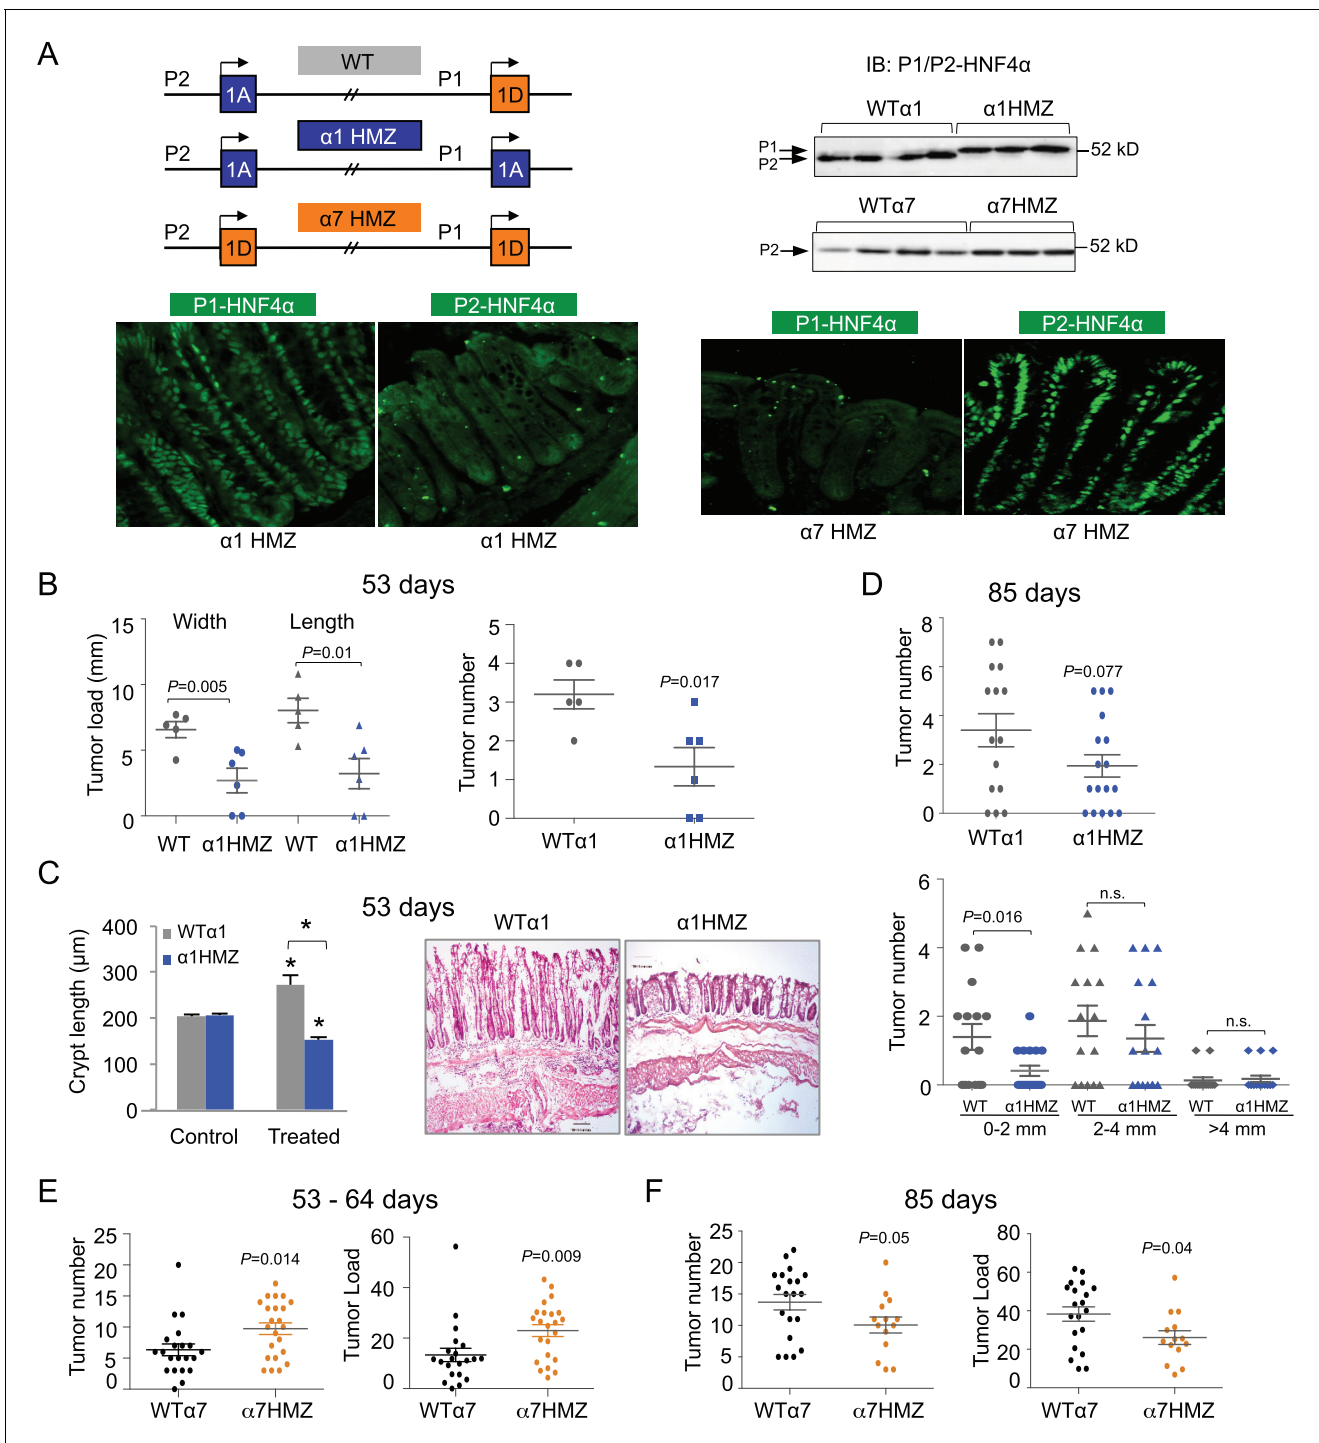 A
P2 1A WT P1 1D
P2 1A α1 HMZ P1 1A
P2 1D α7 HMZ P1 1D
IB: P1/P2-HNF4α
WTα1 α1HMZ
P1
P2
52 kD
WTα7 α7HMZ
P2
52 kD
P1-HNF4α P2-HNF4α
α1 HMZ α1 HMZ
P1-HNF4α P2-HNF4α
α7 HMZ α7 HMZ
B
53 days
Tumor load (mm)
15
10
5
0
Width Length
P=0.005
P=0.01
WT α1HMZ WT α1HMZ
Tumor number
5
4
3
2
1
0
P=0.017
WTα1 α1HMZ
D
85 days
Tumor number
8
6
4
2
0
P=0.077
WTα1 α1HMZ
Tumor number
6
4
2
0
P=0.016
n.s.
n.s.
WT α1HMZ WT α1HMZ WT α1HMZ
0-2 mm 2-4 mm >4 mm
C
53 days
Crypt length (μm)
400
300
200
100
0
WTα1
α1HMZ
*
*
*
Control Treated
WTα1 α1HMZ
E
53 - 64 days
Tumor number
25
20
15
10
5
0
P=0.014
WTα7 α7HMZ
Tumor Load
60
40
20
0
P=0.009
WTα7 α7HMZ
F
85 days
Tumor number
25
20
15
10
5
0
P=0.05
WTα7 α7HMZ
Tumor Load
80
60
40
20
0
P=0.04
WTα7 α7HMZ